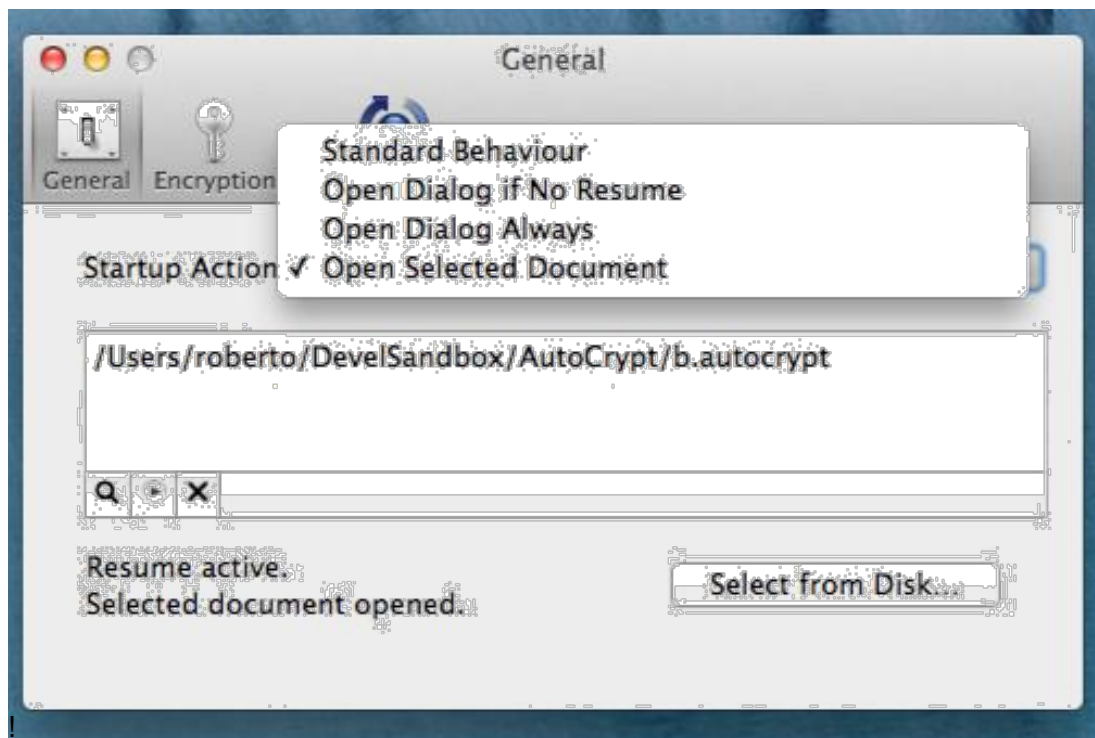 General
General Encryption
Standard Behaviour
Open Dialog if No Resume
Open Dialog Always
Startup Action ✓ Open Selected Document
/Users/roberto/DevelSandbox/AutoCrypt/b.autocrypt
Resume active.
Selected document opened.
Select from Disk...
!